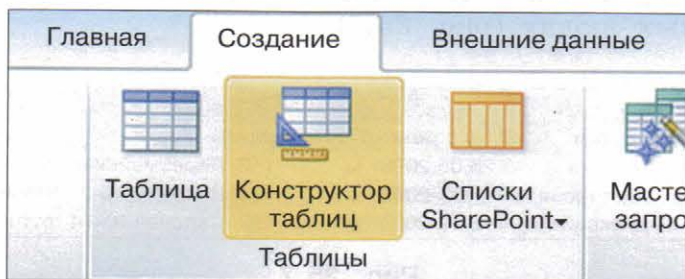 Главная Создание Внешние данные
Таблица Конструктор таблиц Списки SharePoint
Таблицы